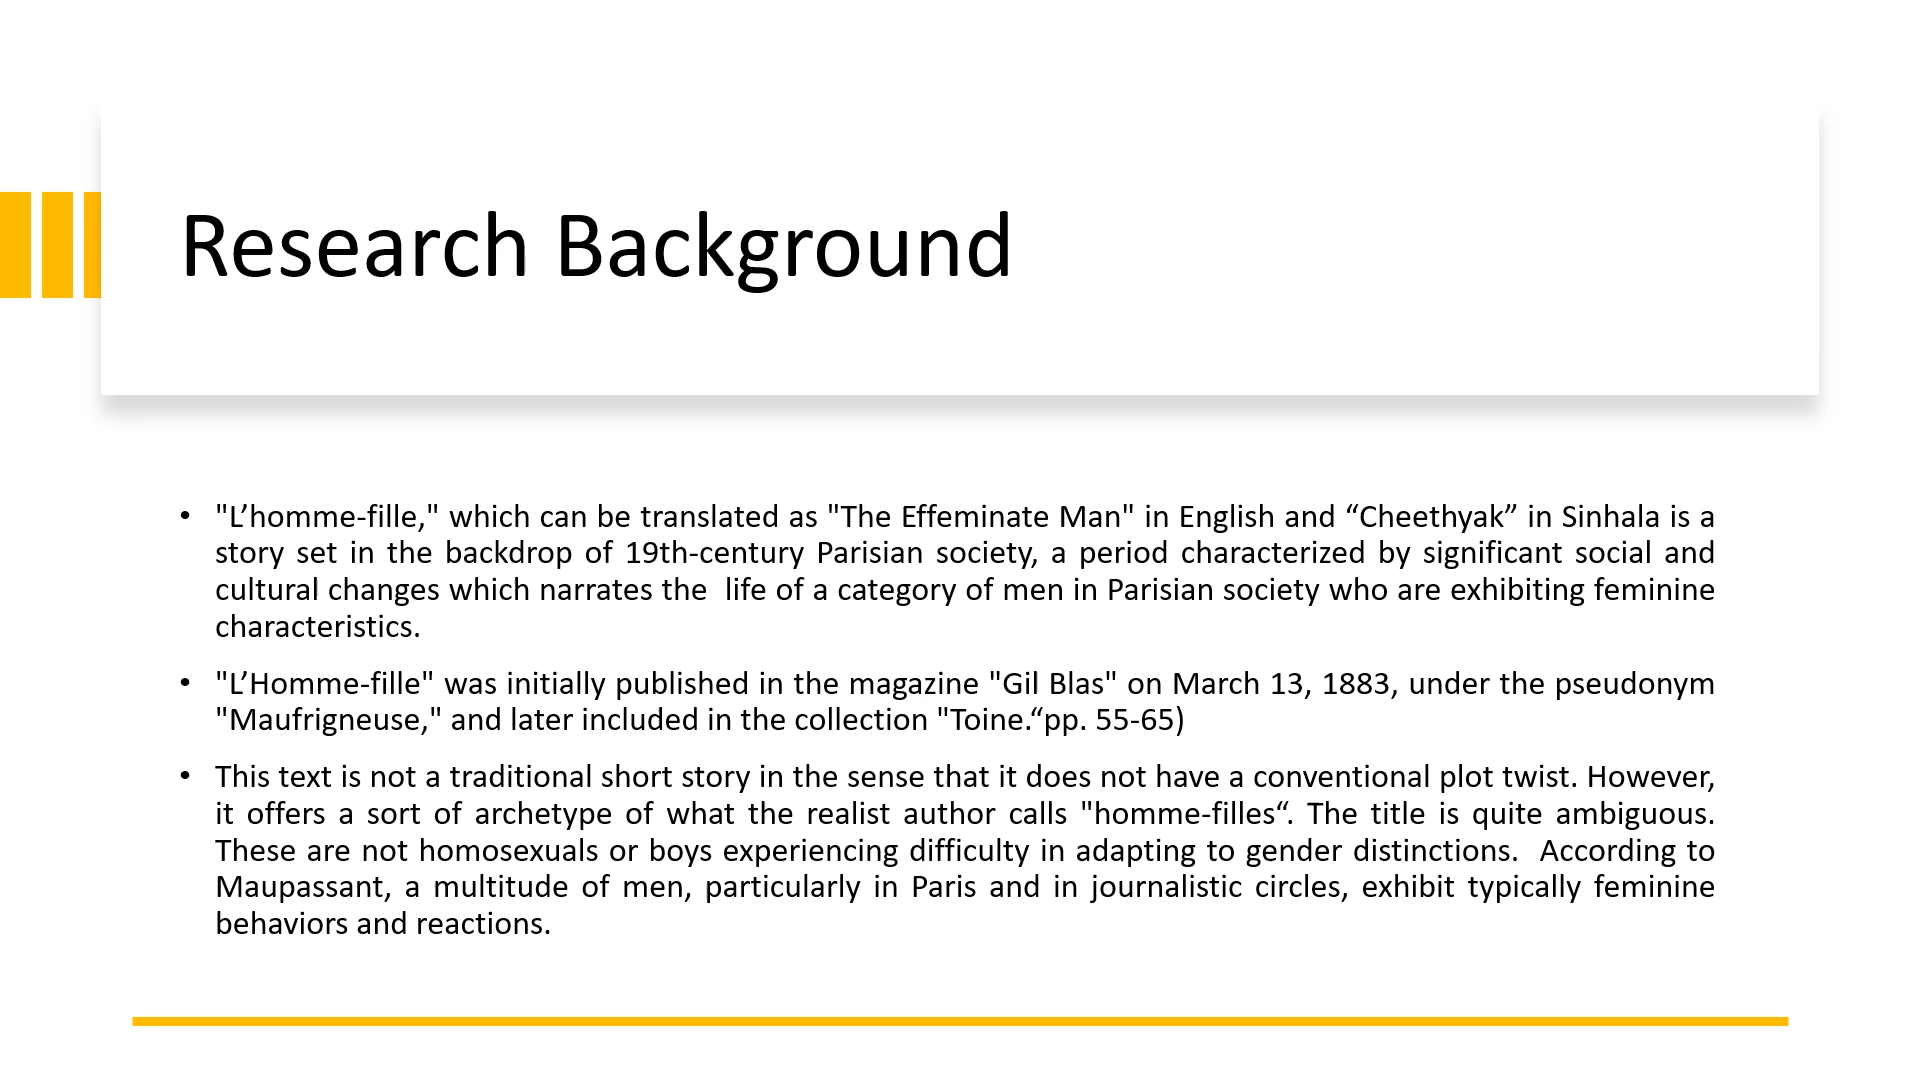 Research Background
• "L’homme-fille," which can be translated as "The Effeminate Man" in English and “Cheethyak” in Sinhala is a
story set in the backdrop of 19th-century Parisian society, a period characterized by significant social and
cultural changes which narrates the  life of a category of men in Parisian society who are exhibiting feminine
characteristics.
• "L’Homme-fille" was initially published in the magazine "Gil Blas" on March 13, 1883, under the pseudonym
"Maufrigneuse," and later included in the collection "Toine.“pp. 55-65)
• This text is not a traditional short story in the sense that it does not have a conventional plot twist. However,
it offers a sort of archetype of what the realist author calls "homme-filles“. The title is quite ambiguous.
These are not homosexuals or boys experiencing difficulty in adapting to gender distinctions.  According to
Maupassant, a multitude of men, particularly in Paris and in journalistic circles, exhibit typically feminine
behaviors and reactions.